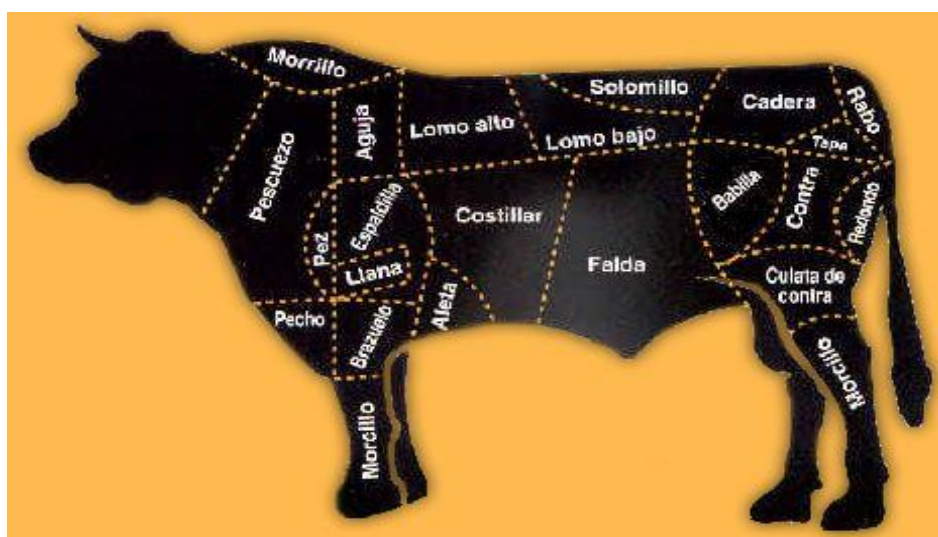 Morrillo
Solomillo
Cadera
Rabo
Pescuezo
Aguja
Lomo alto
Lomo bajo
Tapa
Pez
Espaldilla
Costillar
Babilla
Contra
Redondo
Llana
Falda
Culata de
contra
Pecho
Brazuelo
Aleta
Morcillo
Morcillo